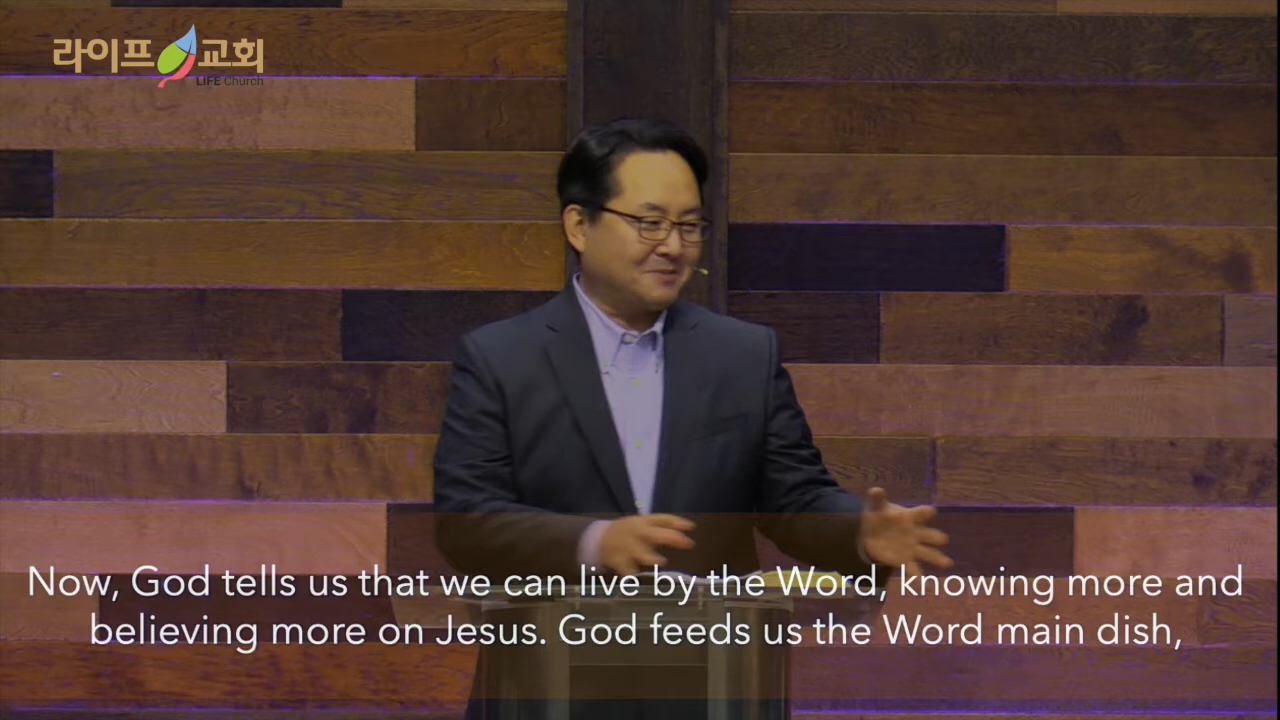 라이프교회
LIFE Church
Now, God tells us that we can live by the Word, knowing more and
believing more on Jesus. God feeds us the Word main dish,